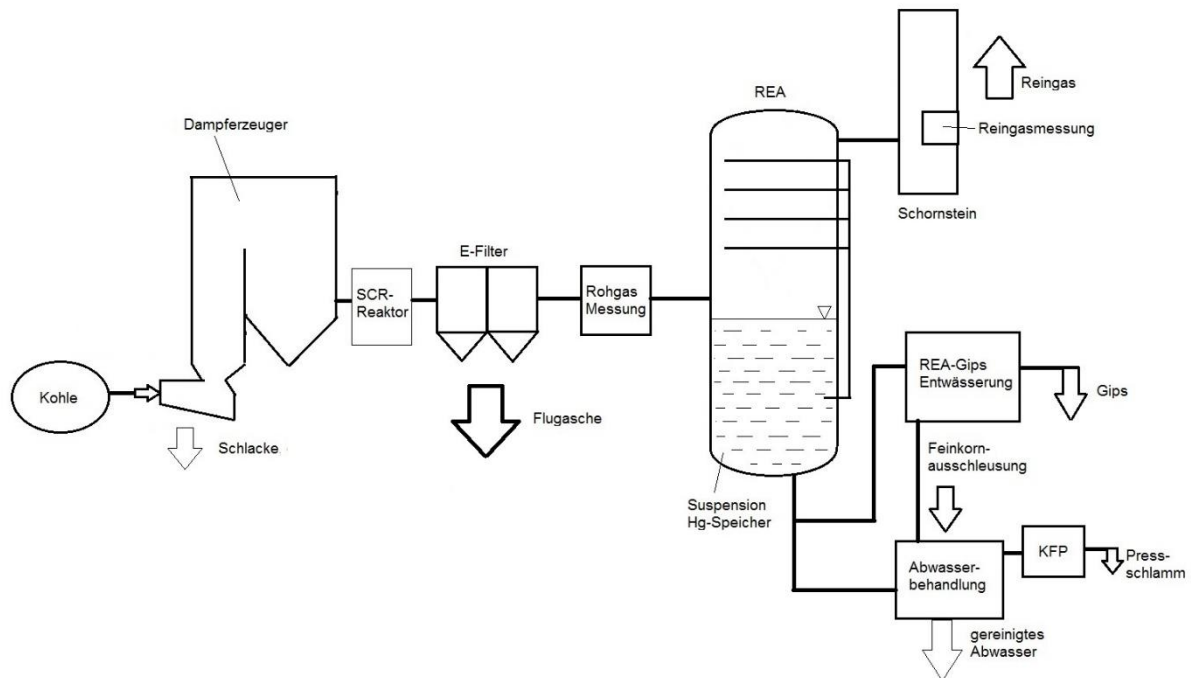 REA
Reingas
Reingasmessung
Schornstein
Dampferzeuger
E-Filter
SCR-
Reaktor
Rohgas
Messung
Kohle
Schlacke
Flugasche
Suspension
Hg-Speicher
REA-Gips
Entwässerung
Gips
Feinkorn-
ausschleusung
Abwasser-
behandlung
KFP
Press-
schlamm
gereinigtes
Abwasser